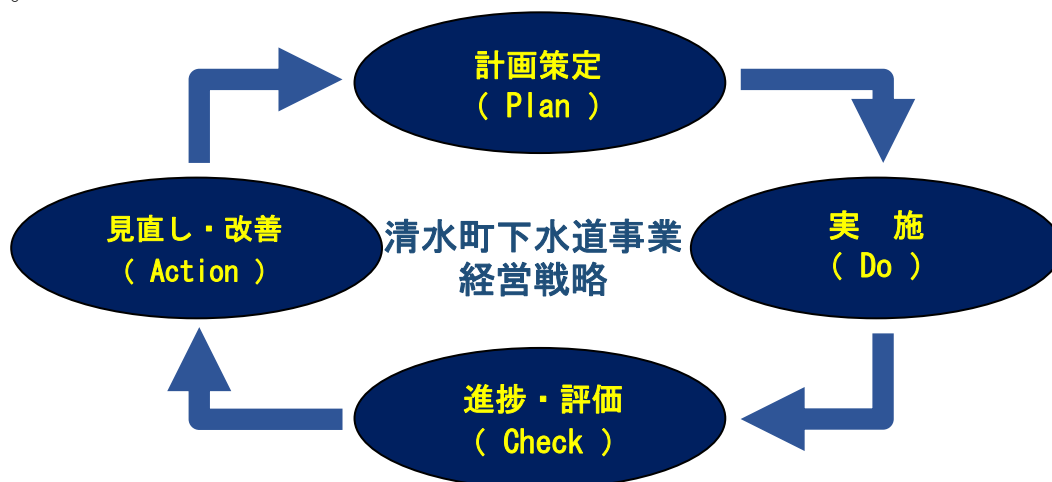 計画策定
( Plan )
実　施
( Do )
清水町下水道事業
経営戦略
見直し・改善
( Action )
進捗・評価
( Check )